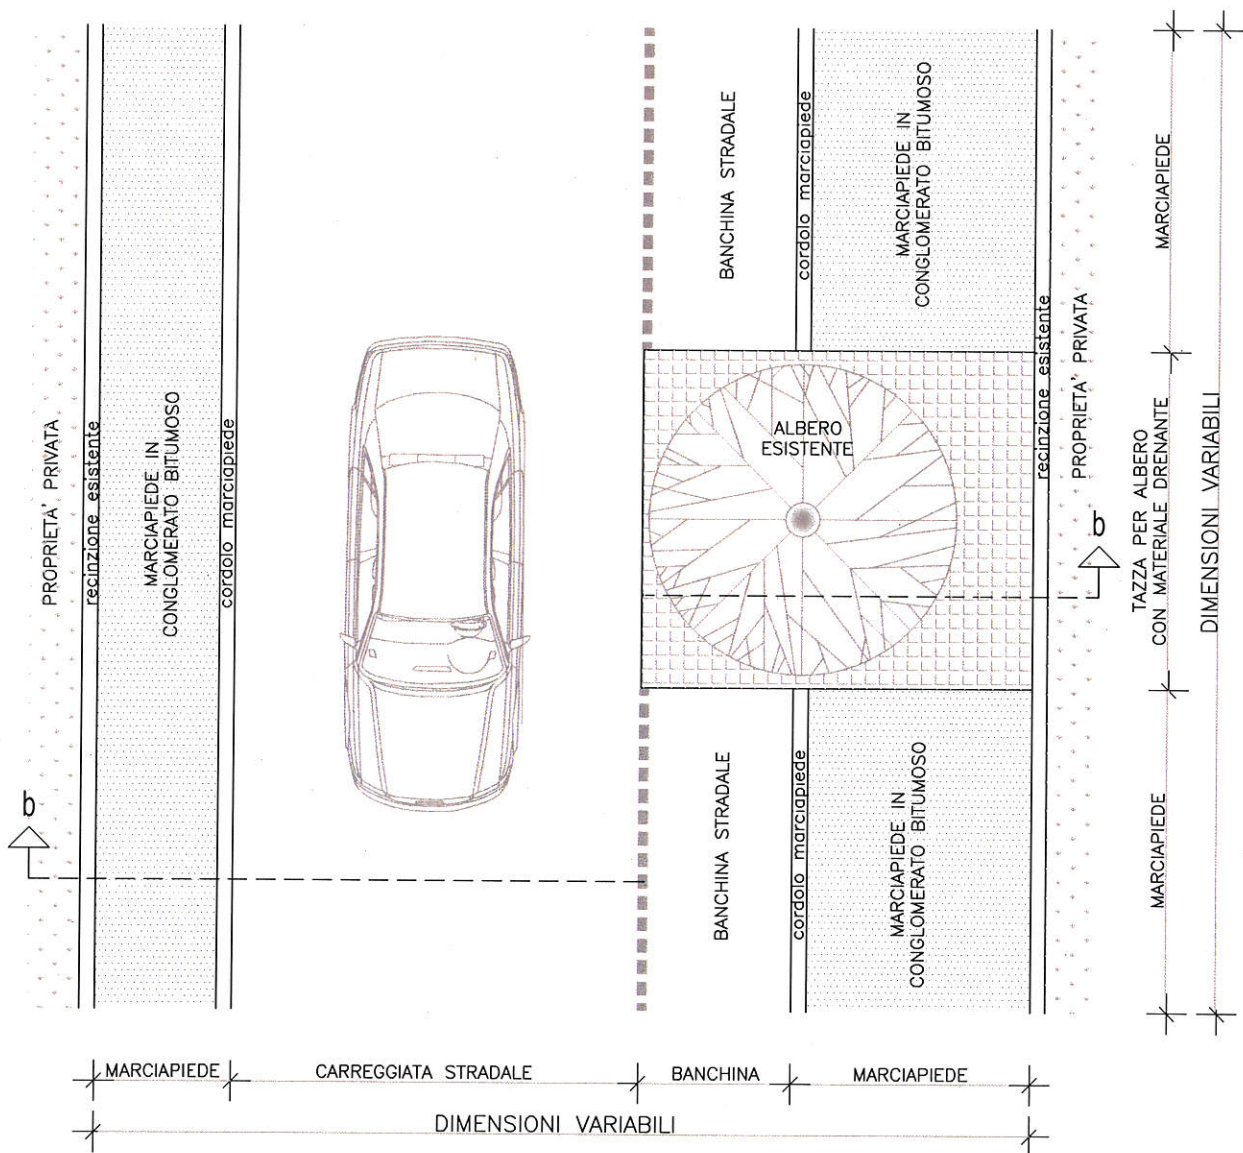 PROPRIETA' PRIVATA
recinzione esistente
MARCIAPIEDE IN
CONGLOMERATO BITUMOSO
cordolo marciapiede
b
BANCHINA STRADALE
cordolo marciapiede
MARCIAPIEDE IN
CONGLOMERATO BITUMOSO
ALBERO
ESISTENTE
recinzione esistente
PROPRIETA' PRIVATA
b
BANCHINA STRADALE
cordolo marciapiede
MARCIAPIEDE IN
CONGLOMERATO BITUMOSO
MARCIAPIEDE
TAZZA PER ALBERO
CON MATERIALE DRENANTE
MARCIAPIEDE
DIMENSIONI VARIABILI
MARCIAPIEDE
CARREGGIATA STRADALE
BANCHINA
MARCIAPIEDE
DIMENSIONI VARIABILI